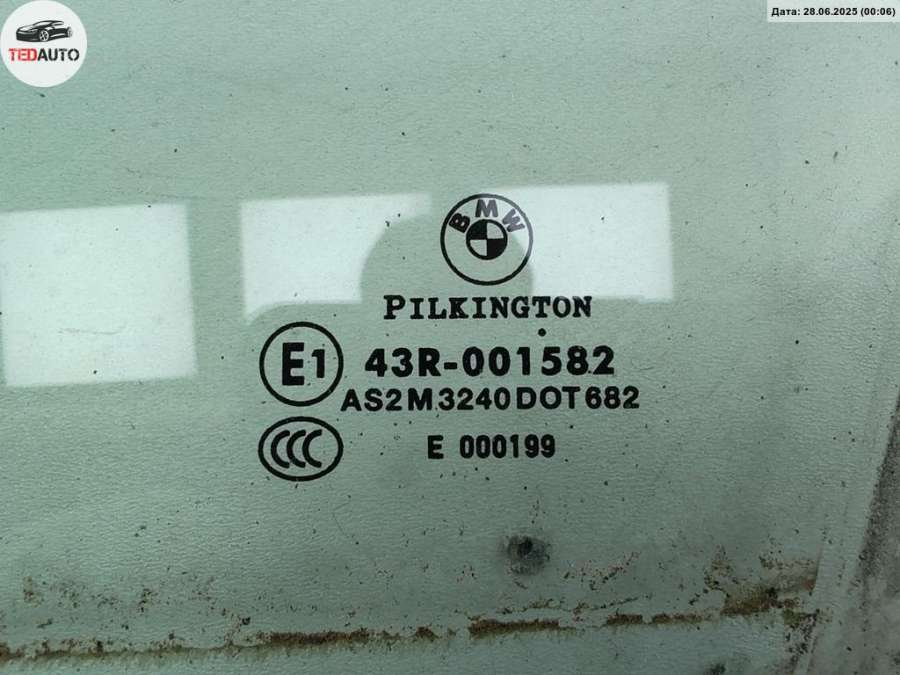 Дата: 28.06.2025 (00:06)
TEDAUTO
BMW
PILKINGTON
E1 43R-001582
AS2 M3240 DOT 682
CCC E 000199